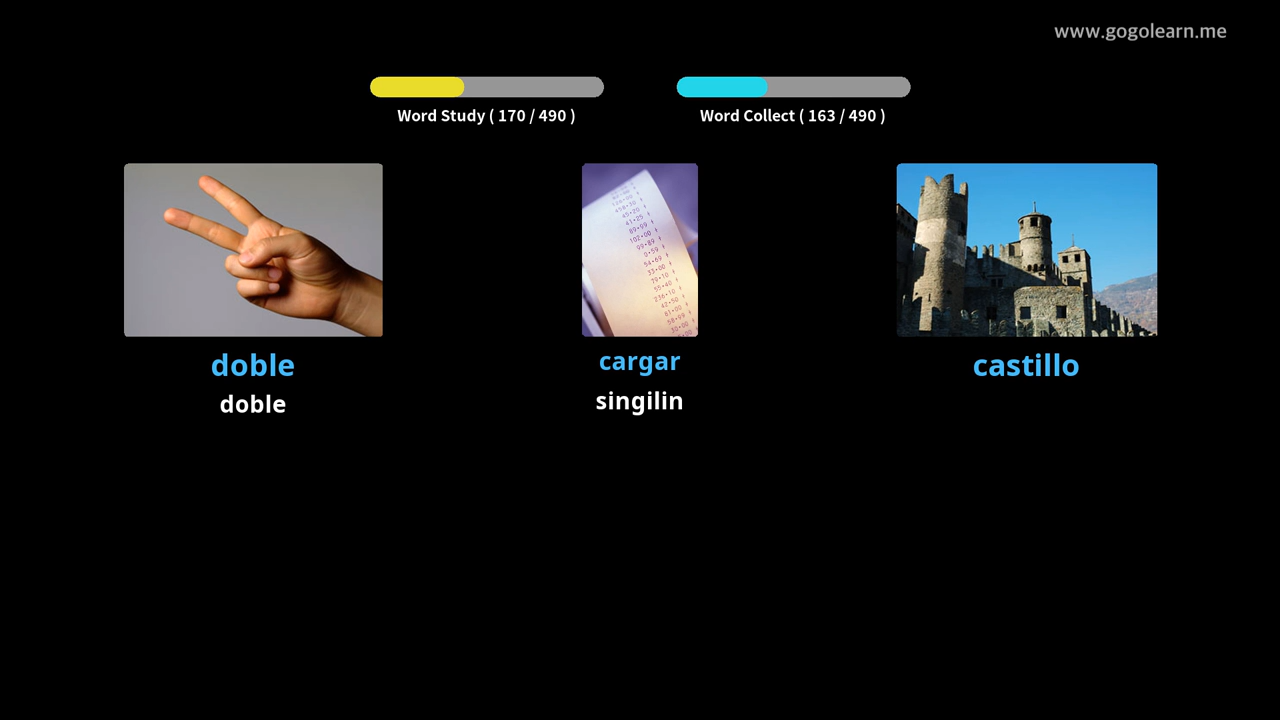 www.gogolearn.me
Word Study ( 170 / 490 )
Word Collect ( 163 / 490 )
doble
doble
cargar
singilin
castillo